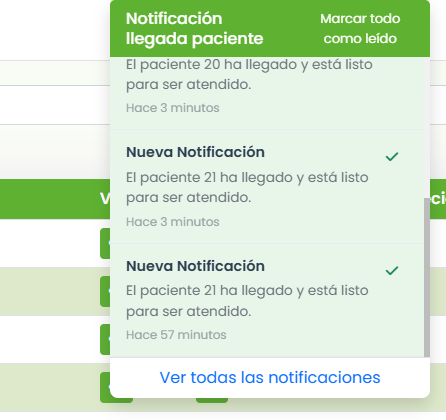 Notificación
llegada paciente
Marcar todo
como leído
El paciente 20 ha llegado y está listo
para ser atendido.
Hace 3 minutos
Nueva Notificación
El paciente 21 ha llegado y está listo
para ser atendido.
Hace 3 minutos
Nueva Notificación
El paciente 21 ha llegado y está listo
para ser atendido.
Hace 57 minutos
Ver todas las notificaciones